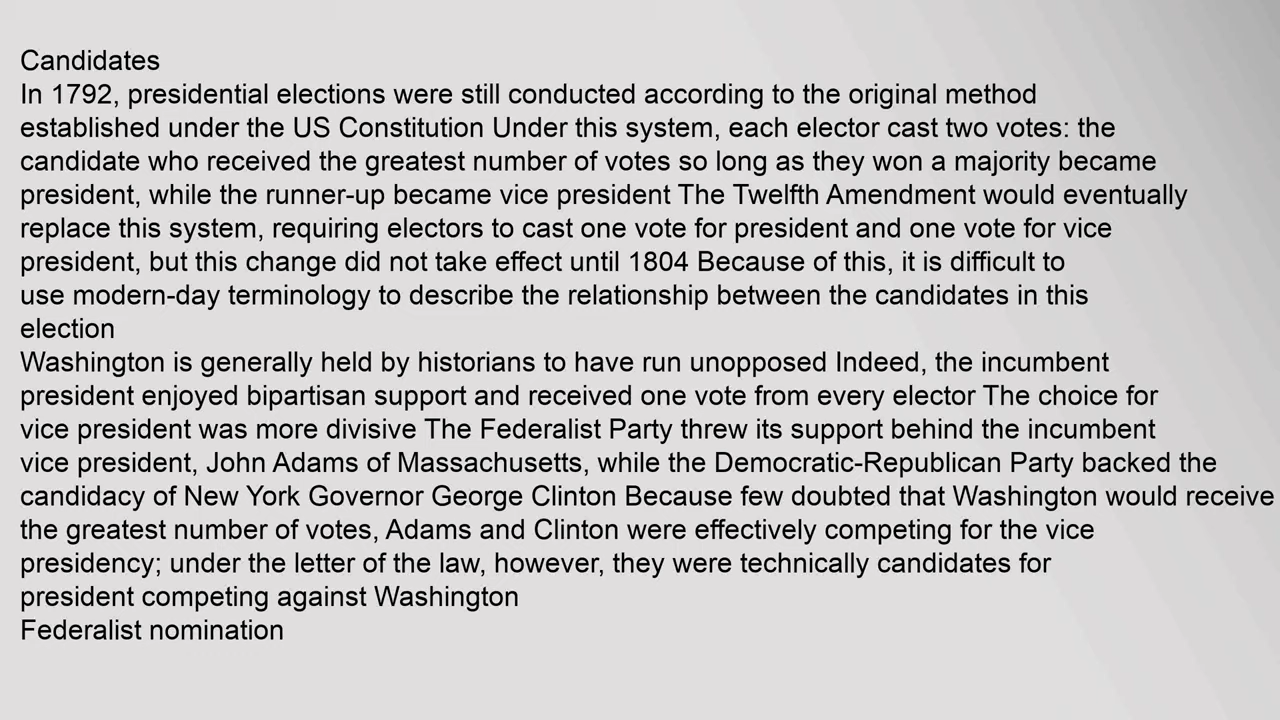 Candidates
In 1792, presidential elections were still conducted according to the original method
established under the US Constitution Under this system, each elector cast two votes: the
candidate who received the greatest number of votes so long as they won a majority became
president, while the runner-up became vice president The Twelfth Amendment would eventually
replace this system, requiring electors to cast one vote for president and one vote for vice
president, but this change did not take effect until 1804 Because of this, it is difficult to
use modern-day terminology to describe the relationship between the candidates in this
election
Washington is generally held by historians to have run unopposed Indeed, the incumbent
president enjoyed bipartisan support and received one vote from every elector The choice for
vice president was more divisive The Federalist Party threw its support behind the incumbent
vice president, John Adams of Massachusetts, while the Democratic-Republican Party backed the
candidacy of New York Governor George Clinton Because few doubted that Washington would receive
the greatest number of votes, Adams and Clinton were effectively competing for the vice
presidency; under the letter of the law, however, they were technically candidates for
president competing against Washington
Federalist nomination